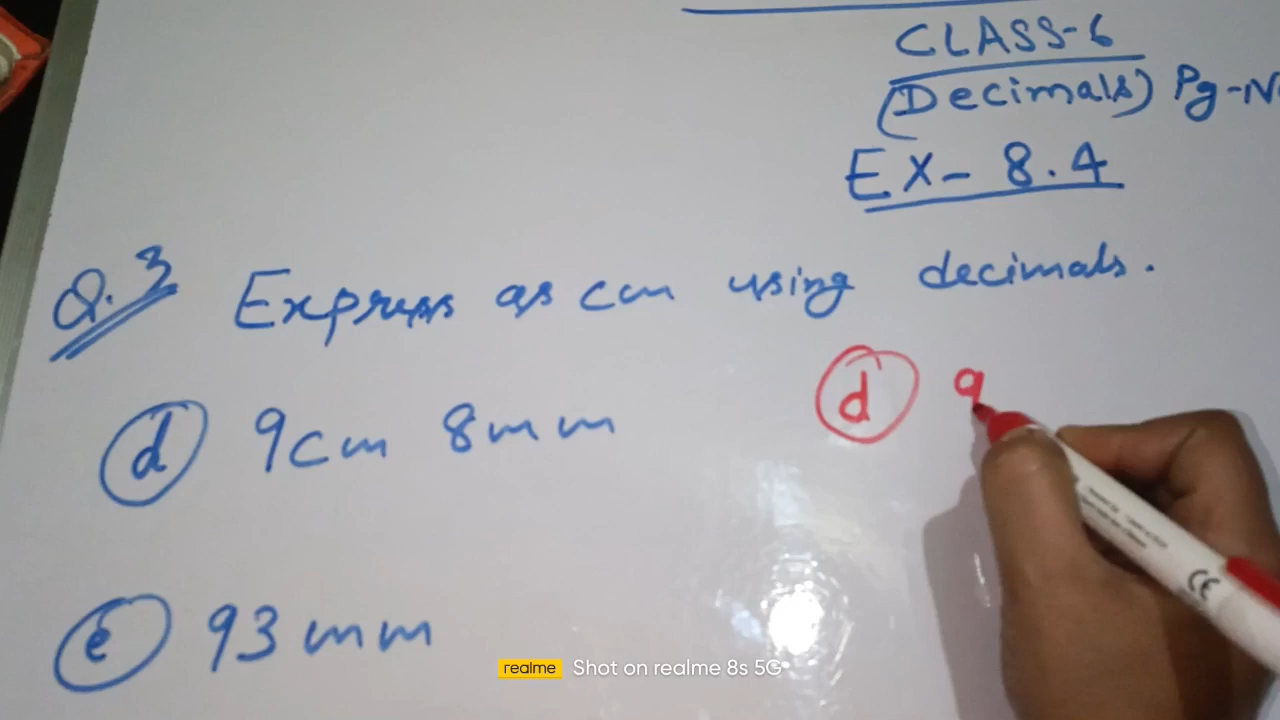 CLASS-6
(Decimals) Pg-N
EX- 8.4
Q.3 Express as cm using decimals.
(d) 9cm 8mm
(d) 9
(e) 93mm
realme Shot on realme 8s 5G
CE